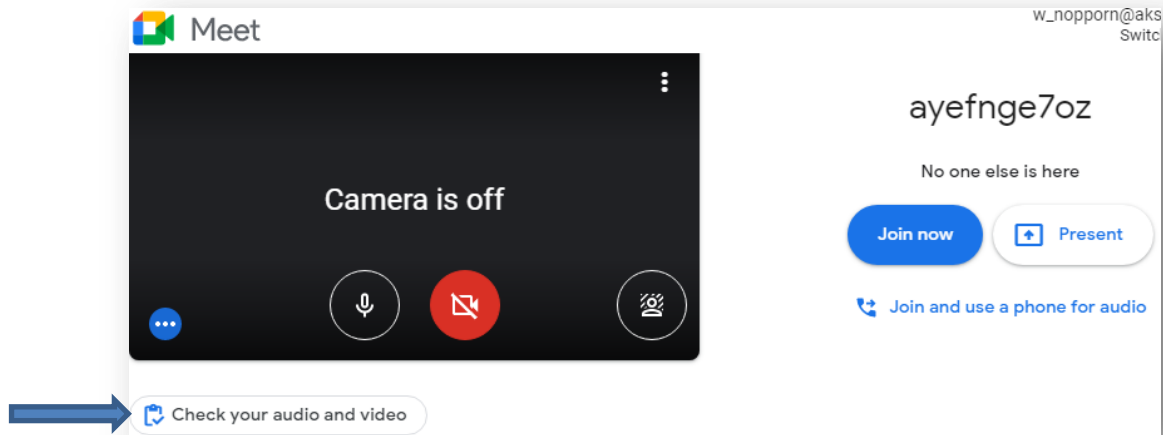 Meet
w_nopporn@aks
Switc
Camera is off
ayefnge7oz
No one else is here
Join now
Present
Join and use a phone for audio
Check your audio and video